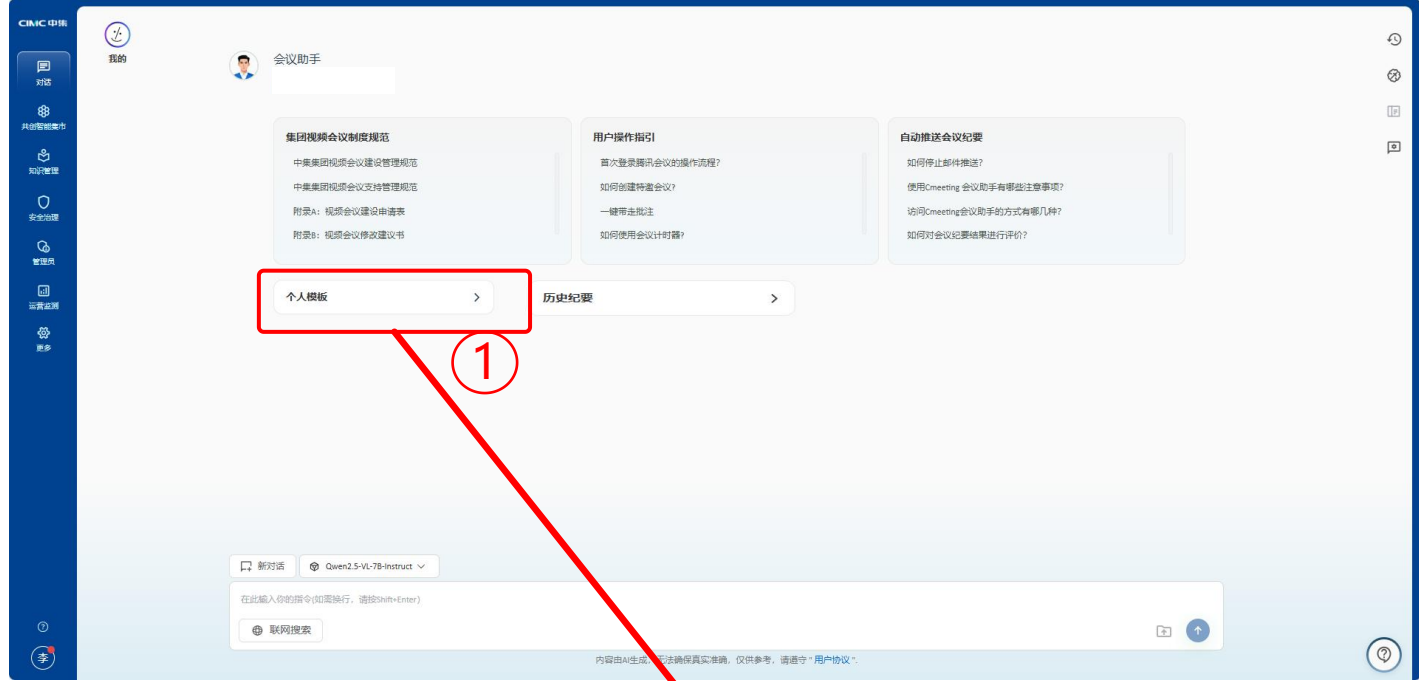 CIMC 中集
对话
共创智能集市
知识管理
安全治理
管理员
运营监测
更多
李
我的
会议助手
集团视频会议制度规范
中集集团视频会议建设管理规范
中集集团视频会议支持管理规范
附录A：视频会议建设申请表
附录B：视频会议修改建议书
用户操作指引
首次登录腾讯会议的操作流程?
如何创建特邀会议?
一键带走批注
如何使用会议计时器?
自动推送会议纪要
如何停止邮件推送?
使用Cmeeting 会议助手有哪些注意事项?
访问Cmeeting会议助手的方式有哪几种?
如何对会议纪要结果进行评价?
个人模板
历史纪要
①
新对话
Qwen2.5-VL-7B-Instruct
在此输入你的指令(如需换行，请按Shift+Enter)
联网搜索
内容由AI生成，无法确保真实准确，仅供参考，请遵守 "用户协议".